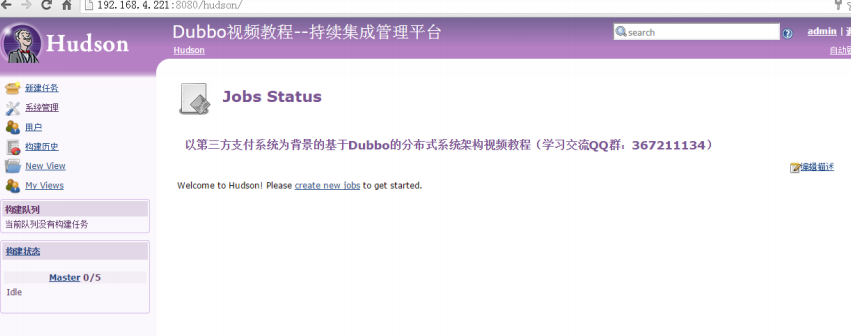 192.168.4.221:8080/hudson/
Hudson
Dubbo视频教程--持续集成管理平台
search
admin |
Hudson
新建任务
系统管理
用户
构建历史
New View
My Views
构建队列
当前队列没有构建任务
构建状态
Master 0/5
Idle
Jobs Status
以第三方支付系统为背景的基于Dubbo的分布式系统架构视频教程（学习交流QQ群：367211134）
编辑描述
Welcome to Hudson! Please create new jobs to get started.